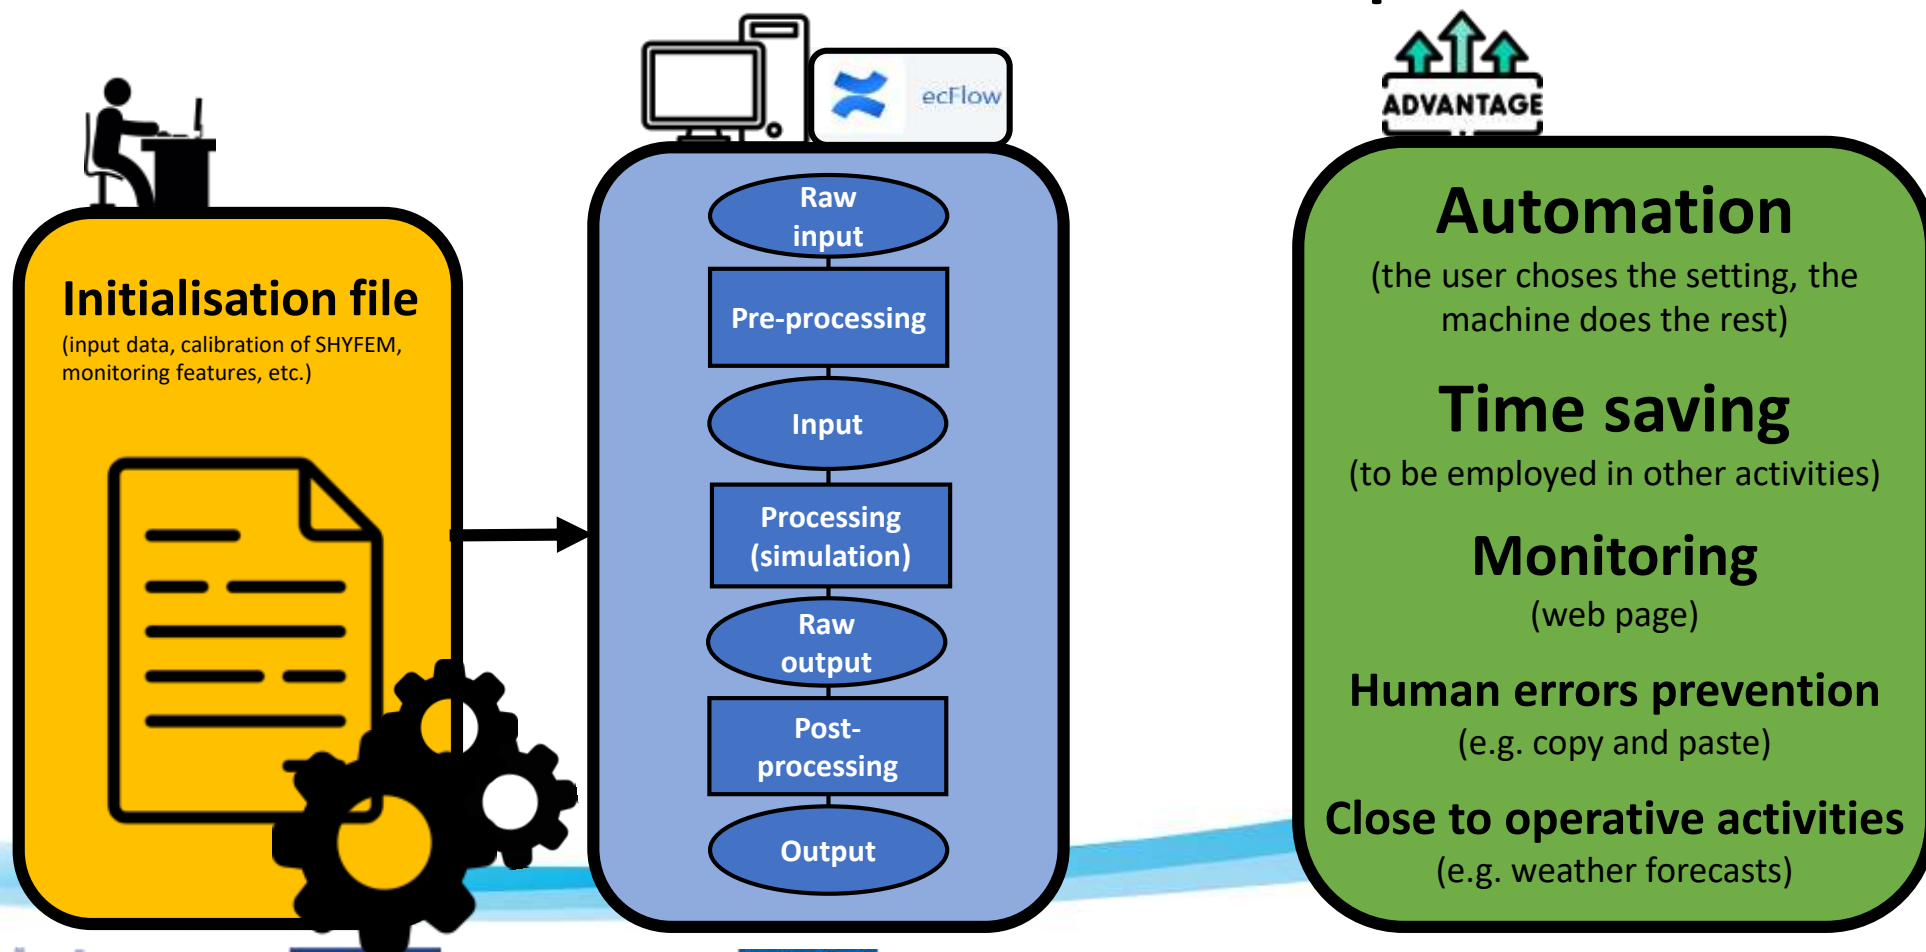 Initialisation file
(input data, calibration of SHYFEM,
monitoring features, etc.)
ecFlow
Raw
input
Pre-processing
Input
Processing
(simulation)
Raw
output
Post-
processing
Output
ADVANTAGE
Automation
(the user choses the setting, the
machine does the rest)
Time saving
(to be employed in other activities)
Monitoring
(web page)
Human errors prevention
(e.g. copy and paste)
Close to operative activities
(e.g. weather forecasts)